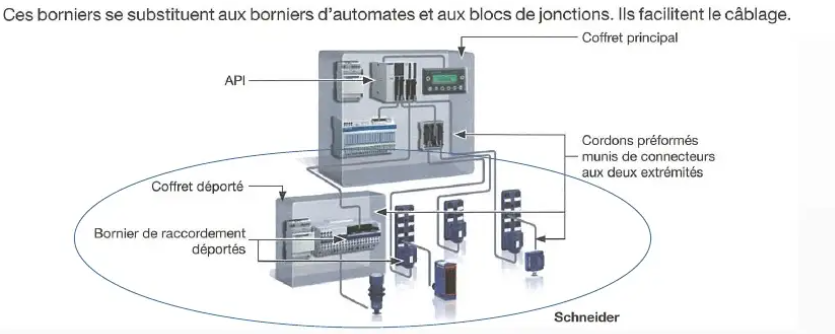 Ces borniers se substituent aux borniers d'automates et aux blocs de jonctions. Ils facilitent le câblage.
Coffret principal
API
Cordons préformés
munis de connecteurs
aux deux extrémités
Coffret déporté
Bornier de raccordement
déportés
Schneider